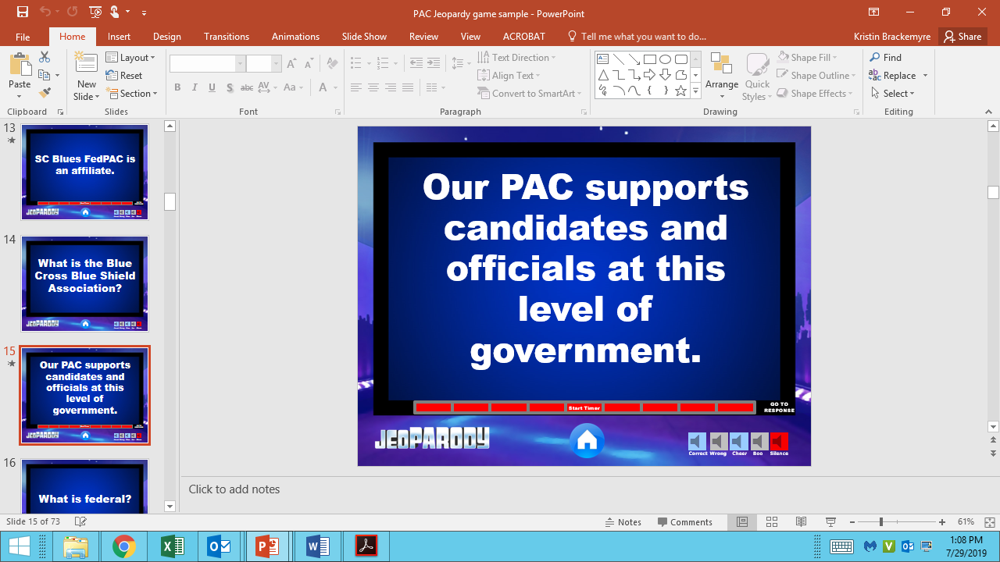 PAC Jeopardy game sample - PowerPoint
File
Home
Insert
Design
Transitions
Animations
Slide Show
Review
View
ACROBAT
Tell me what you want to do...
Kristin Brackemyre
Share
Paste
New
Slide
Layout
Reset
Section
B I U S abc AV Aa A
Text Direction
Align Text
Convert to SmartArt
Arrange
Quick
Styles
Shape Fill
Shape Outline
Shape Effects
Find
Replace
Select
Clipboard
Slides
Font
Paragraph
Drawing
Editing
13
SC Blues FedPAC is
an affiliate.
JEOPARODY
14
What is the Blue
Cross Blue Shield
Association?
JEOPARODY
15
Our PAC supports
candidates and
officials at this
level of
government.
JEOPARODY
16
What is federal?
Our PAC supports
candidates and
officials at this
level of
government.
Start Timer
GO TO
RESPONSE
JEOPARODY
Correct Wrong Cheer Boo Silence
Click to add notes
Slide 15 of 73
Notes
Comments
61%
1:08 PM
7/29/2019